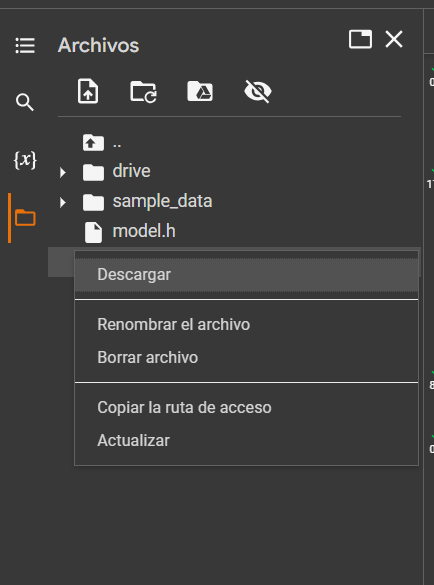 Archivos
{x}
..
drive
sample_data
model.h
Descargar
Renombrar el archivo
Borrar archivo
Copiar la ruta de acceso
Actualizar